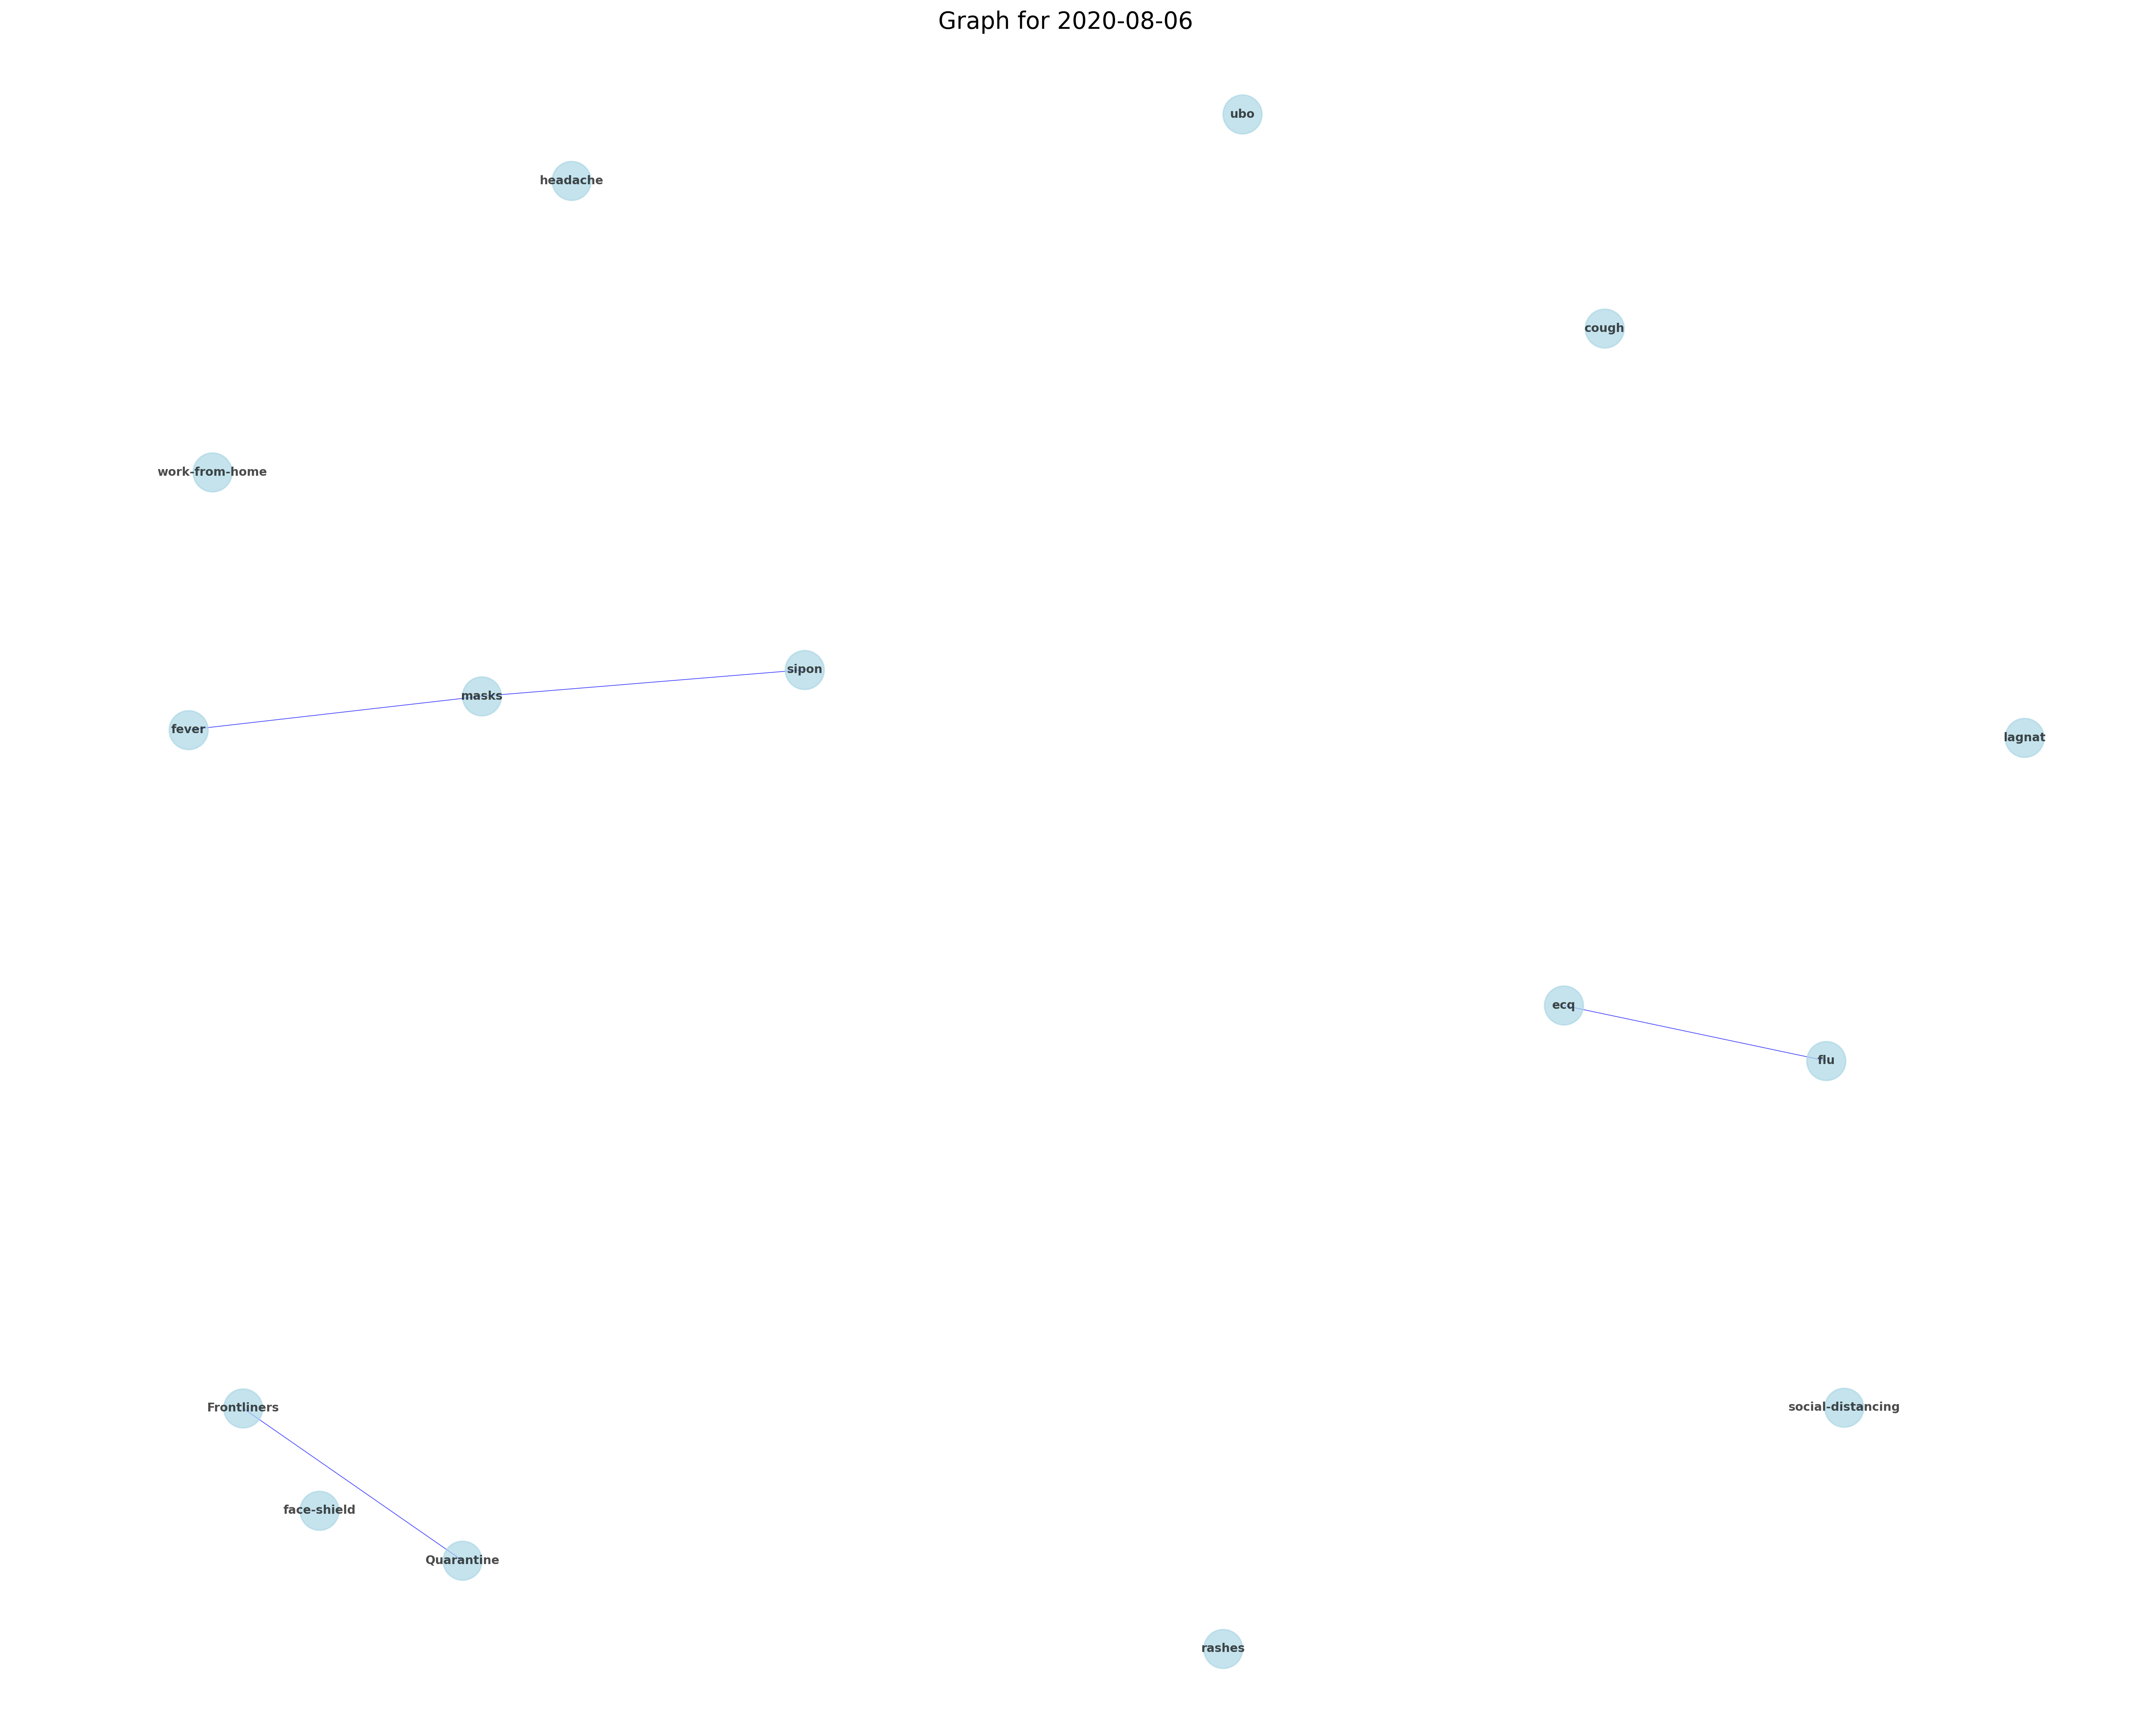 Graph for 2020-08-06
ubo
headache
cough
work-from-home
sipon
masks
fever
lagnat
ecq
flu
Frontliners
social-distancing
face-shield
Quarantine
rashes